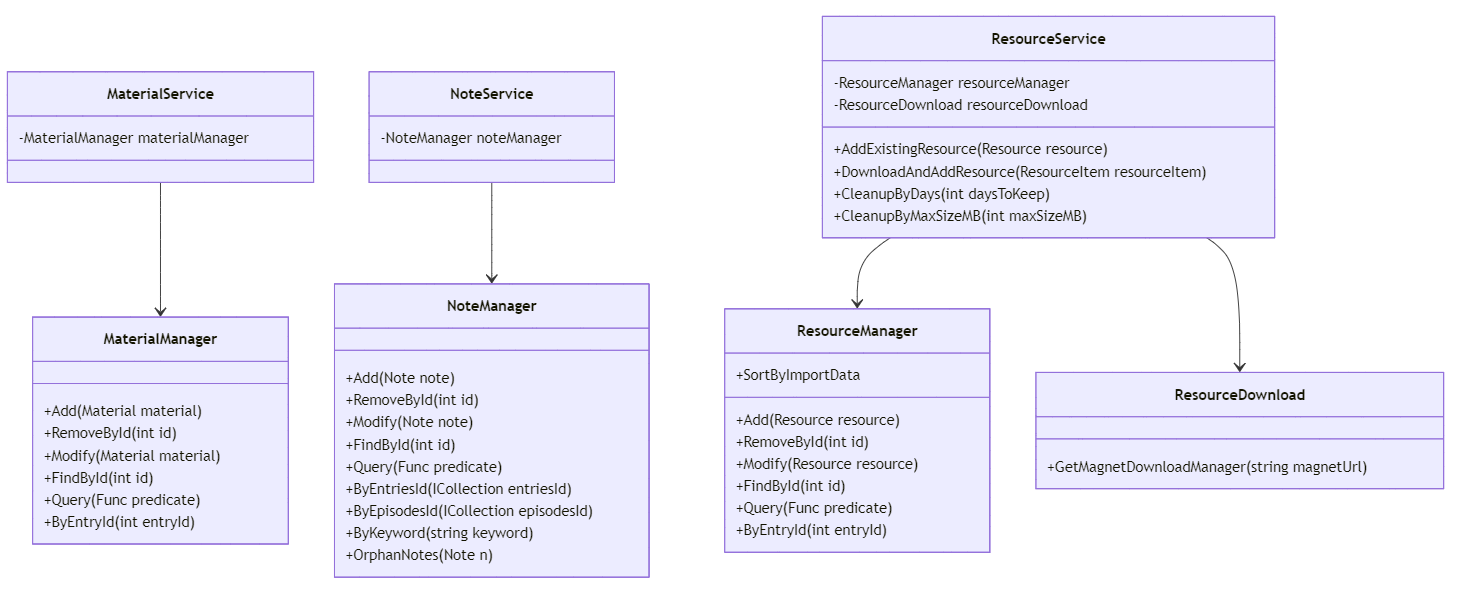 MaterialService
-MaterialManager materialManager
NoteService
-NoteManager noteManager
ResourceService
-ResourceManager resourceManager
-ResourceDownload resourceDownload
+AddExistingResource(Resource resource)
+DownloadAndAddResource(ResourceItem resourceItem)
+CleanupByDays(int daysToKeep)
+CleanupByMaxSizeMB(int maxSizeMB)
MaterialManager
+Add(Material material)
+RemoveById(int id)
+Modify(Material material)
+FindById(int id)
+Query(Func predicate)
+ByEntryId(int entryId)
NoteManager
+Add(Note note)
+RemoveById(int id)
+Modify(Note note)
+FindById(int id)
+Query(Func predicate)
+ByEntriesId(ICollection entriesId)
+ByEpisodesId(ICollection episodesId)
+ByKeyword(string keyword)
+OrphanNotes(Note n)
ResourceManager
+SortByImportData
+Add(Resource resource)
+RemoveById(int id)
+Modify(Resource resource)
+FindById(int id)
+Query(Func predicate)
+ByEntryId(int entryId)
ResourceDownload
+GetMagnetDownloadManager(string magnetUrl)